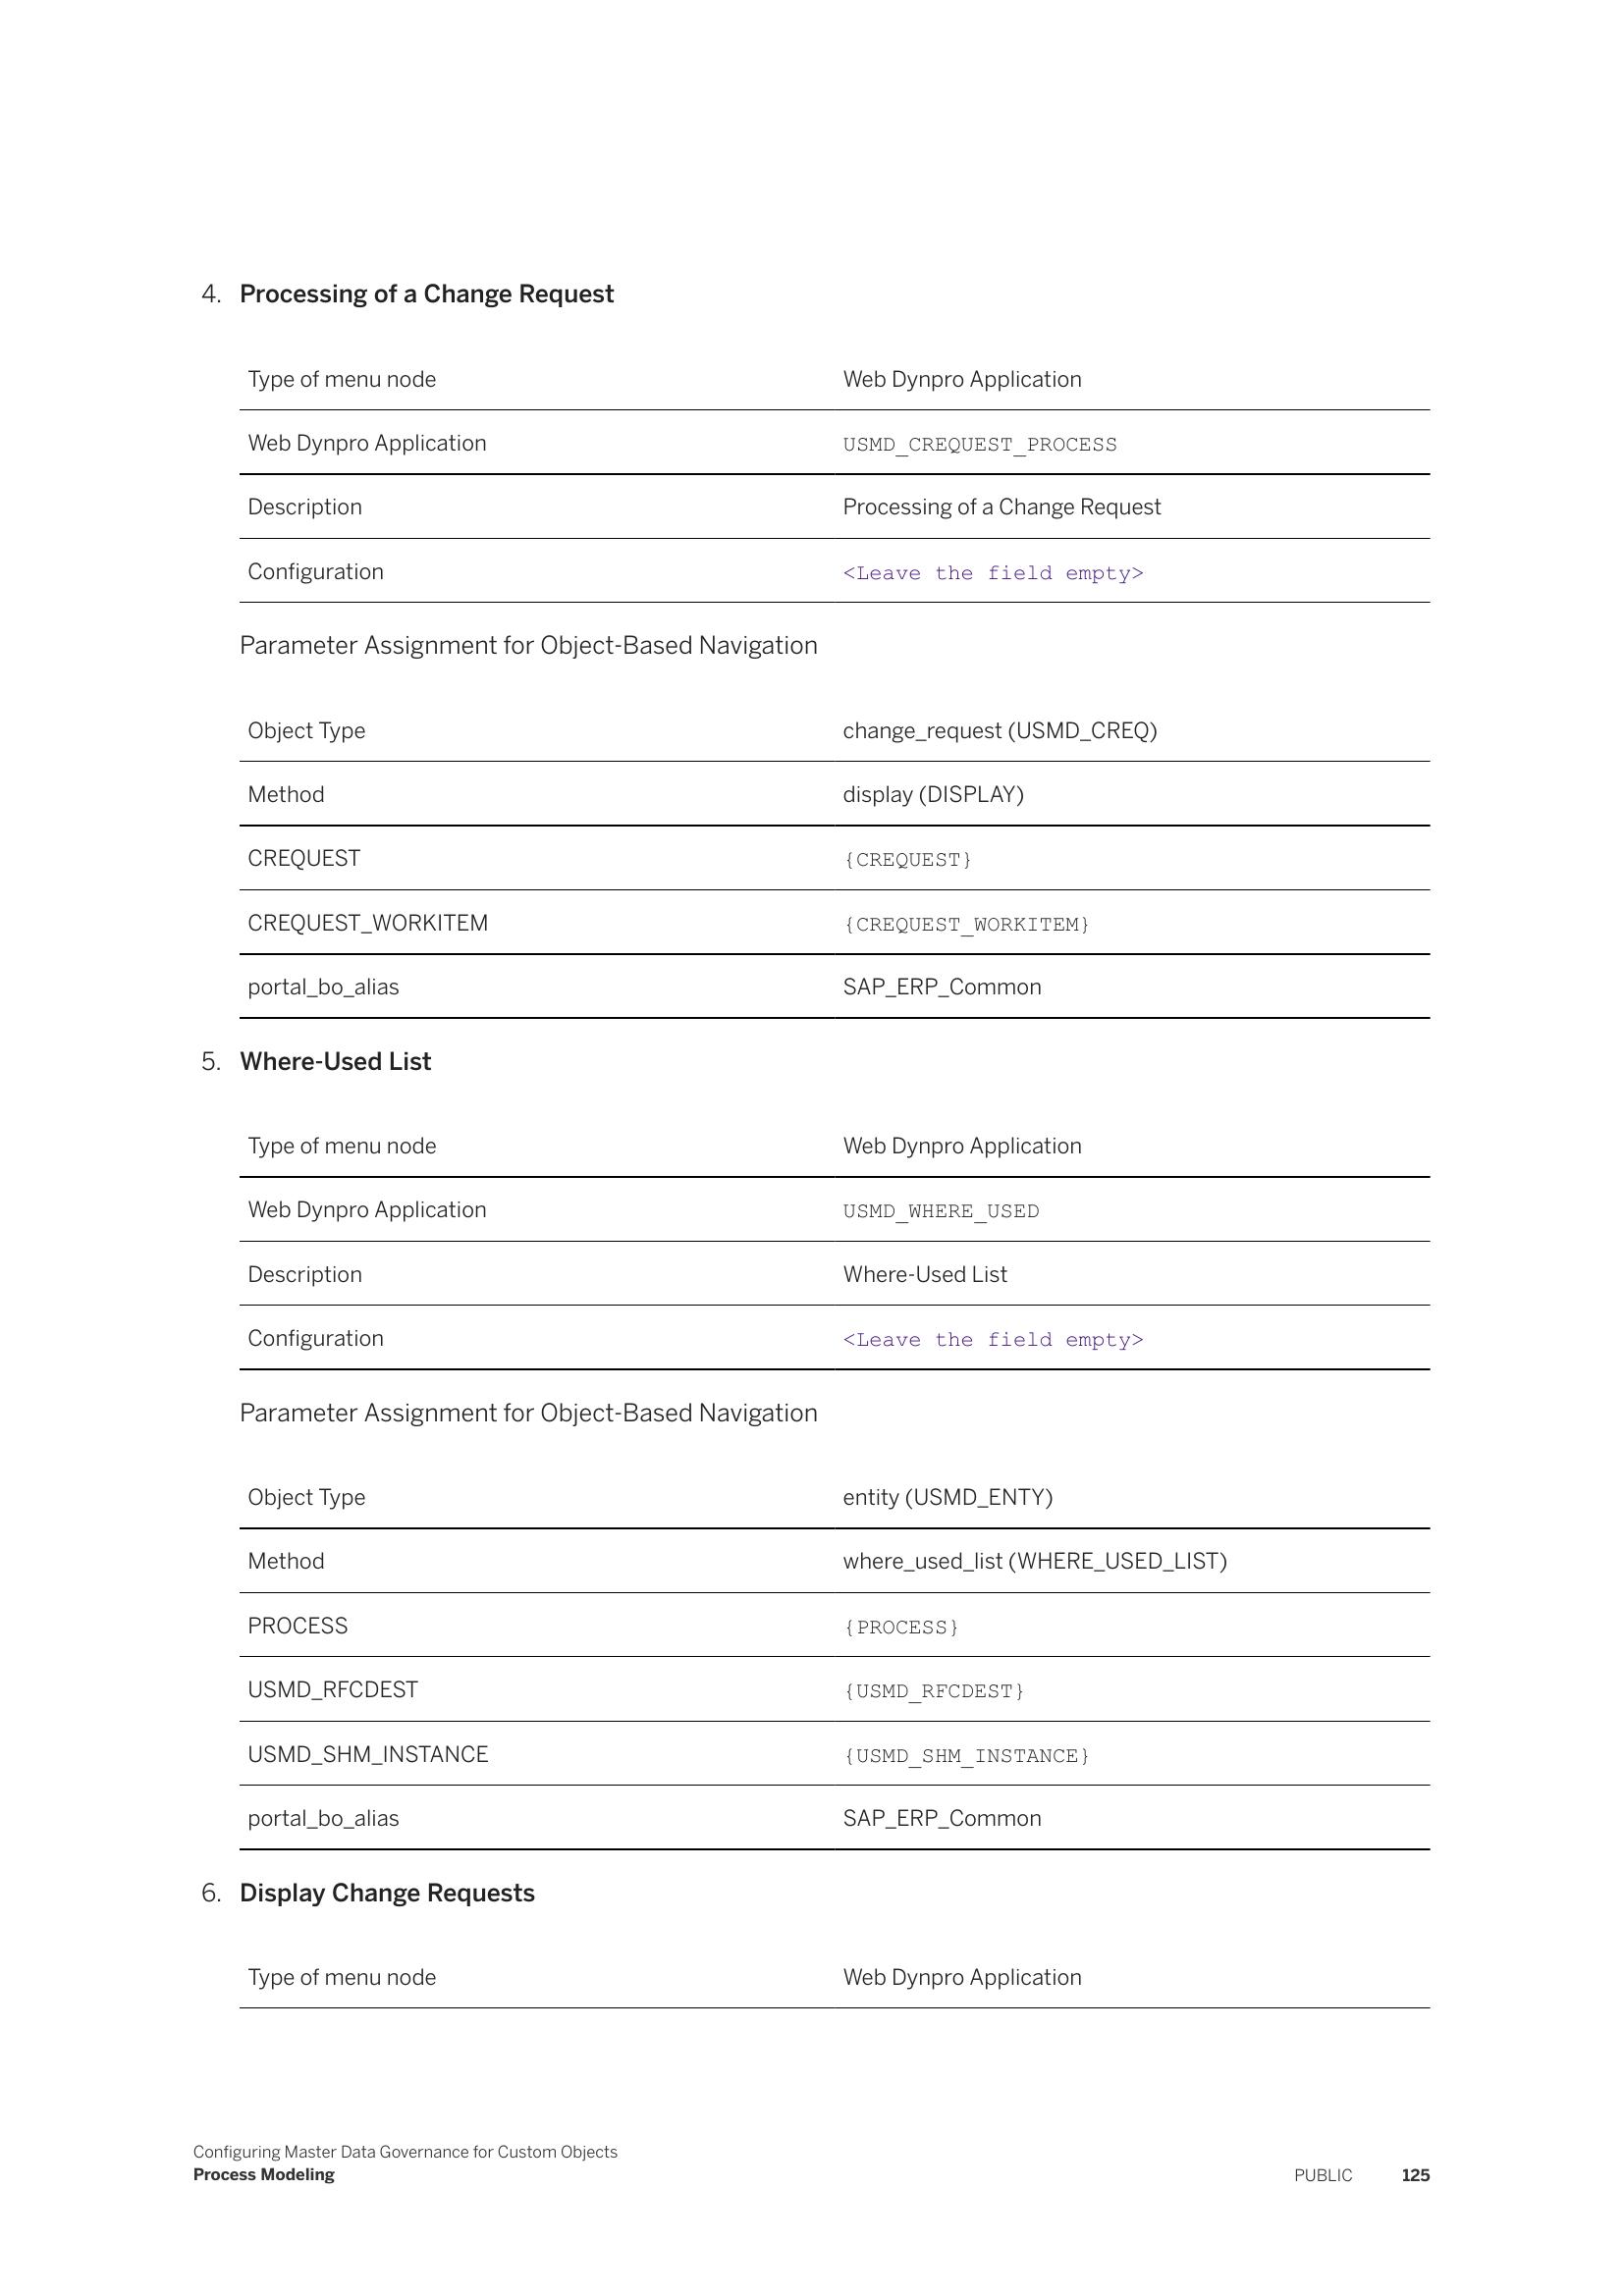 4. Processing of a Change Request
Type of menu node Web Dynpro Application
Web Dynpro Application USMD_CREQUEST_PROCESS
Description Processing of a Change Request
Configuration <Leave the field empty>
Parameter Assignment for Object-Based Navigation
Object Type change_request (USMD_CREQ)
Method display (DISPLAY)
CREQUEST {CREQUEST}
CREQUEST_WORKITEM {CREQUEST_WORKITEM}
portal_bo_alias SAP_ERP_Common
5. Where-Used List
Type of menu node Web Dynpro Application
Web Dynpro Application USMD_WHERE_USED
Description Where-Used List
Configuration <Leave the field empty>
Parameter Assignment for Object-Based Navigation
Object Type entity (USMD_ENTY)
Method where_used_list (WHERE_USED_LIST)
PROCESS {PROCESS}
USMD_RFCDEST {USMD_RFCDEST}
USMD_SHM_INSTANCE {USMD_SHM_INSTANCE}
portal_bo_alias SAP_ERP_Common
6. Display Change Requests
Type of menu node Web Dynpro Application
Configuring Master Data Governance for Custom Objects
Process Modeling PUBLIC 125